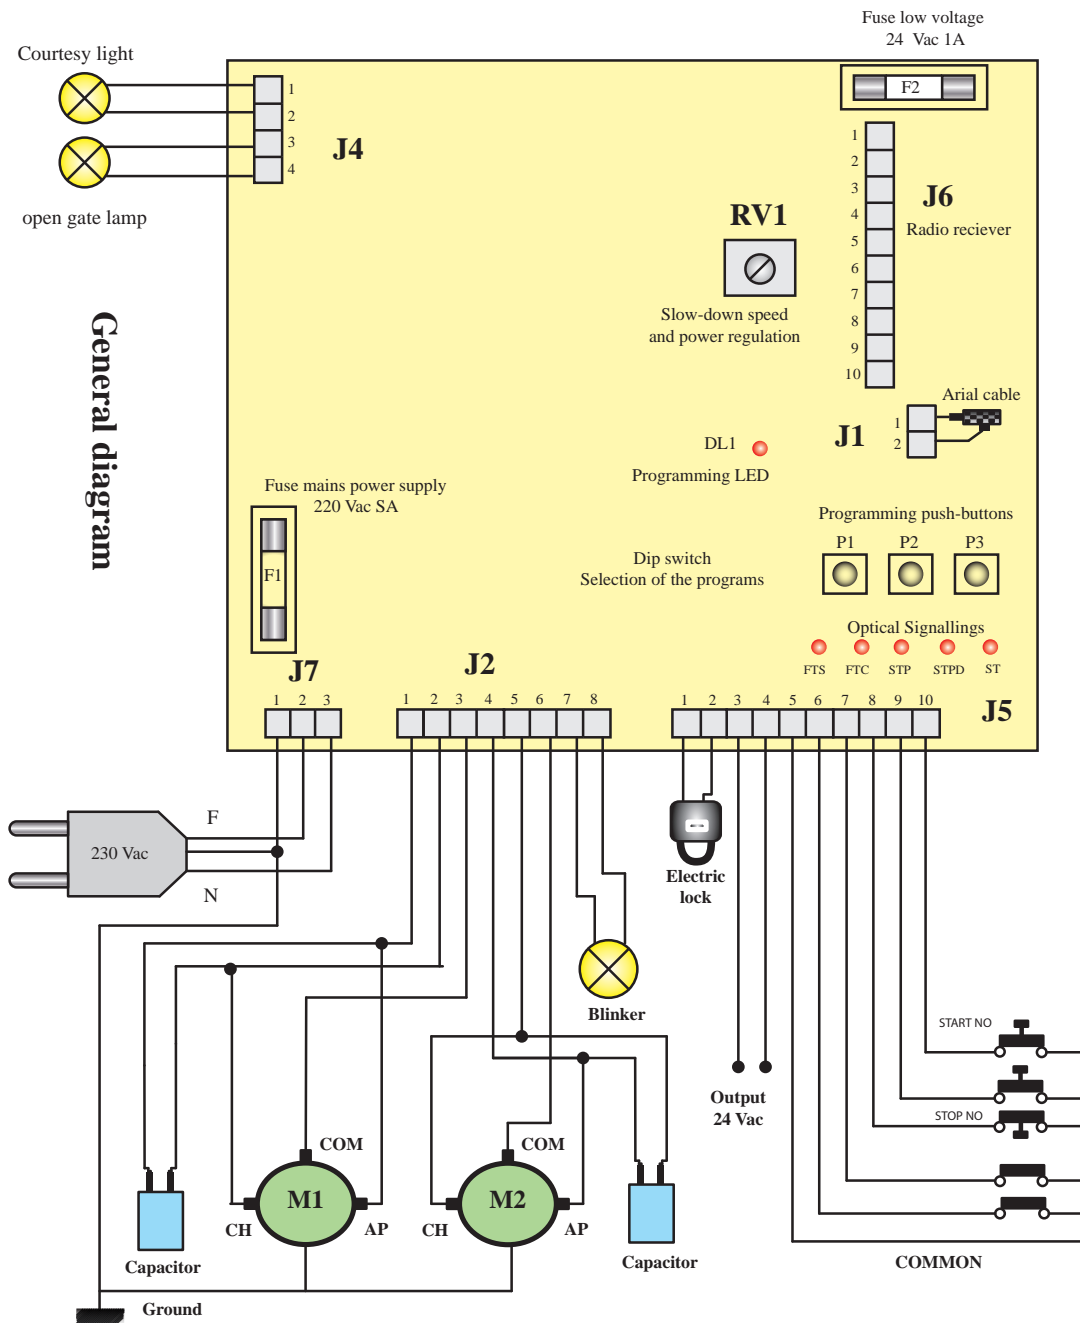 Fuse low voltage
24 Vac 1A
Courtesy light
F2
1
2
3
4
J4
open gate lamp
1
2
3
4
5
6
7
8
9
10
J6
Radio reciever
RV1
Slow-down speed
and power regulation
General diagram
Arial cable
J1
1
2
DL1
Programming LED
Fuse mains power supply
220 Vac SA
F1
Programming push-buttons
P1 P2 P3
Dip switch
Selection of the programs
Optical Signallings
FTS FTC STP STPD ST
J7
J2
J5
1 2 3
1 2 3 4 5 6 7 8
1 2 3 4 5 6 7 8 9 10
F
230 Vac
N
Electric
lock
Blinker
START NO
Output
24 Vac
STOP NO
COM
COM
M1
M2
CH
AP
CH
AP
Capacitor
Capacitor
COMMON
Ground